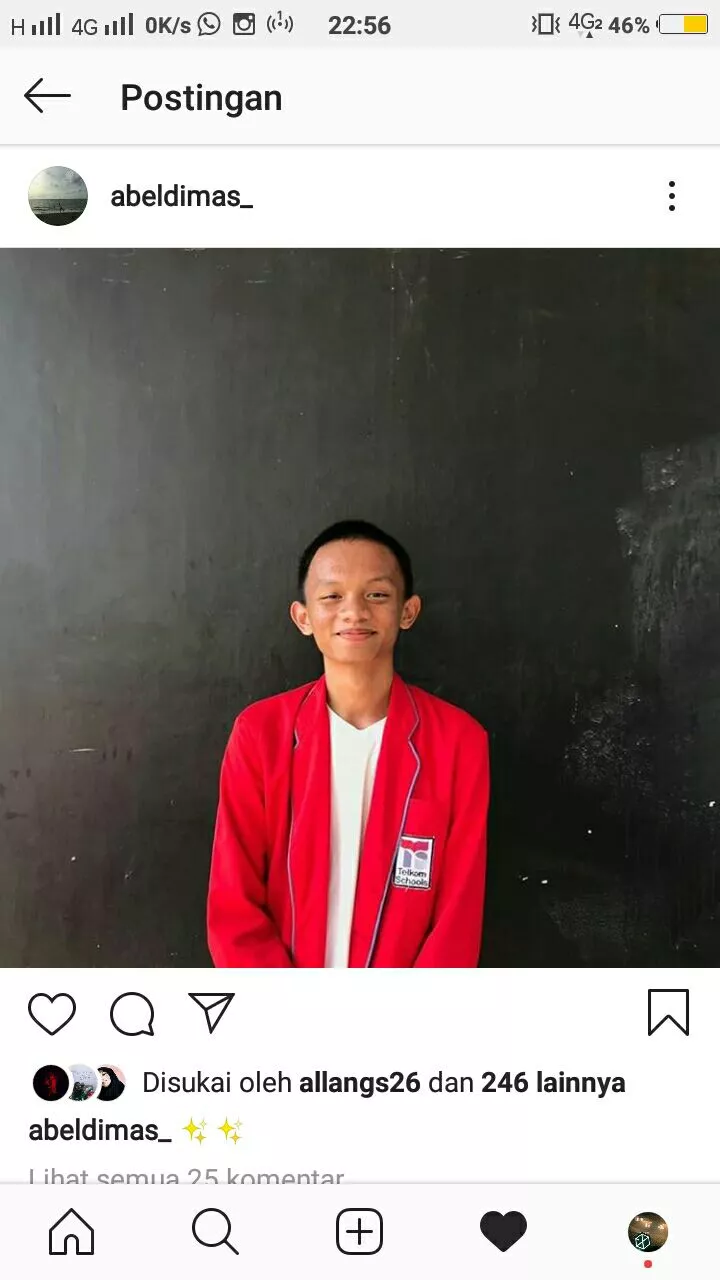 H 4G 0K/s 22:56 4G2 46%
Postingan
abeldimas_
Telkom
Schools
Disukai oleh allangs26 dan 246 lainnya
abeldimas_ ✨ ✨
Lihat semua 25 komentar